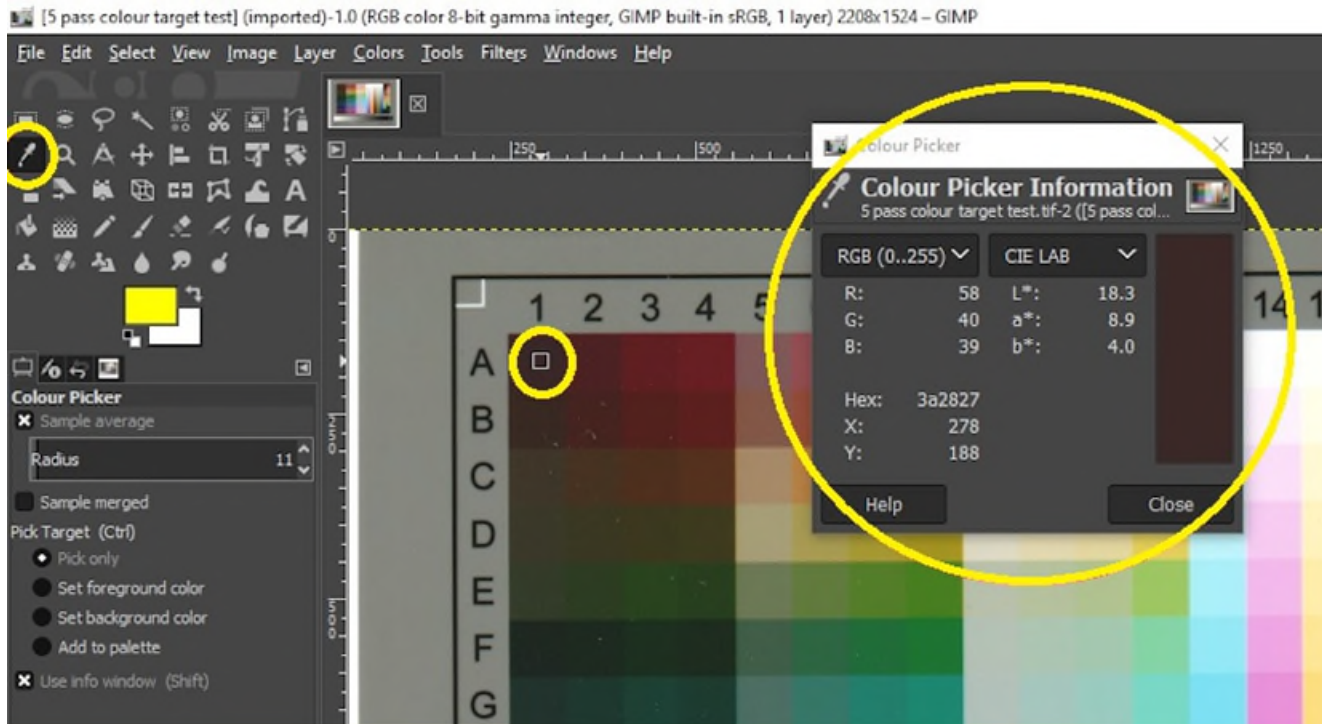 [5 pass colour target test] (imported)-1.0 (RGB color 8-bit gamma integer, GIMP built-in sRGB, 1 layer) 2208x1524 – GIMP
File Edit Select View Image Layer Colors Tools Filters Windows Help
250 500 1250
Colour Picker
Colour Picker Information
5 pass colour target test.tif-2 ([5 pass col...
RGB (0..255) CIE LAB
R: 58 L*: 18.3
G: 40 a*: 8.9
B: 39 b*: 4.0
Hex: 3a2827
X: 278
Y: 188
Help Close
0
250
500
1 2 3 4 5 14 1
A
B
C
D
E
F
G
Colour Picker
Sample average
Radius 11
Sample merged
Pick Target (Ctrl)
Pick only
Set foreground color
Set background color
Add to palette
Use info window (Shift)